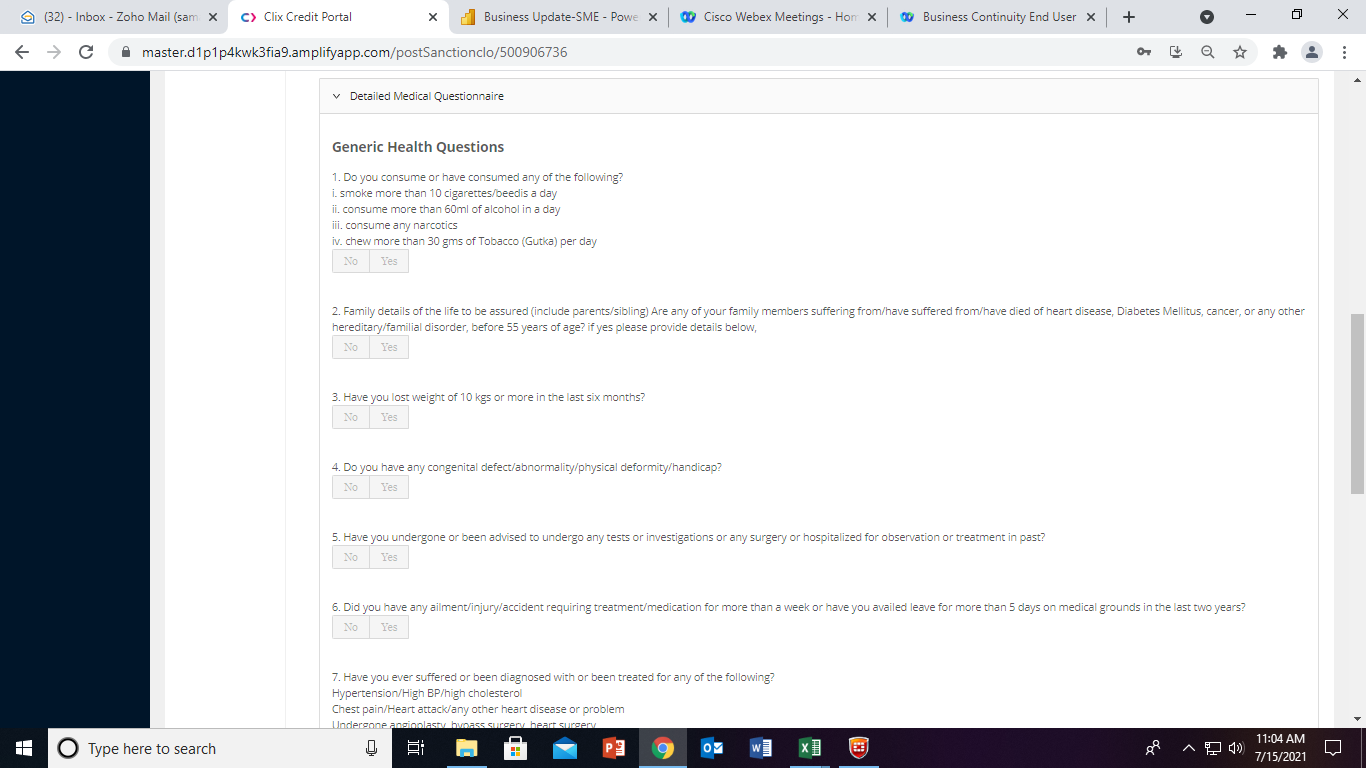 (32) - Inbox - Zoho Mail (sam
Clix Credit Portal
Business Update-SME - Powe
Cisco Webex Meetings - Hom
Business Continuity End User
master.d1p1p4kwk3fia9.amplifyapp.com/postSanctionclo/500906736
Detailed Medical Questionnaire
Generic Health Questions
1. Do you consume or have consumed any of the following?
i. smoke more than 10 cigarettes/beedis a day
ii. consume more than 60ml of alcohol in a day
iii. consume any narcotics
iv. chew more than 30 gms of Tobacco (Gutka) per day
No Yes
2. Family details of the life to be assured (include parents/sibling) Are any of your family members suffering from/have suffered from/have died of heart disease, Diabetes Mellitus, cancer, or any other
hereditary/familial disorder, before 55 years of age? if yes please provide details below,
No Yes
3. Have you lost weight of 10 kgs or more in the last six months?
No Yes
4. Do you have any congenital defect/abnormality/physical deformity/handicap?
No Yes
5. Have you undergone or been advised to undergo any tests or investigations or any surgery or hospitalized for observation or treatment in past?
No Yes
6. Did you have any ailment/injury/accident requiring treatment/medication for more than a week or have you availed leave for more than 5 days on medical grounds in the last two years?
No Yes
7. Have you ever suffered or been diagnosed with or been treated for any of the following?
Hypertension/High BP/high cholesterol
Chest pain/Heart attack/any other heart disease or problem
Undergone angioplasty, bypass surgery, heart surgery
Type here to search
11:04 AM
7/15/2021